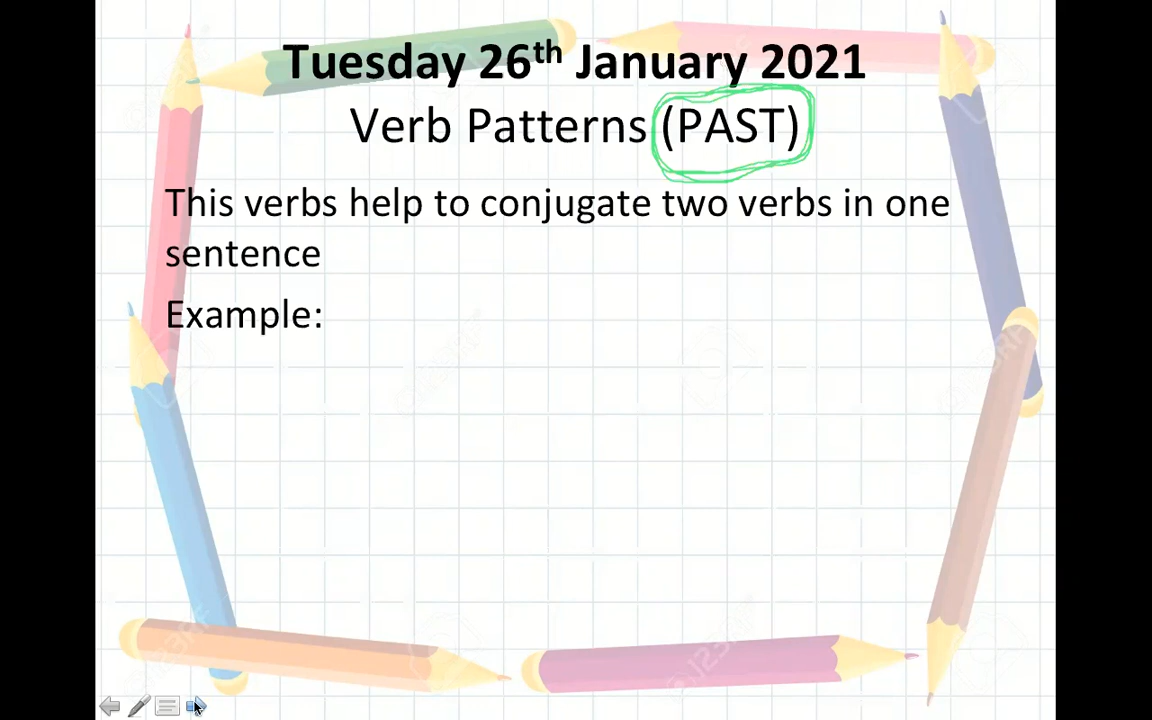 Tuesday 26th January 2021
Verb Patterns (PAST)
This verbs help to conjugate two verbs in one
sentence
Example: